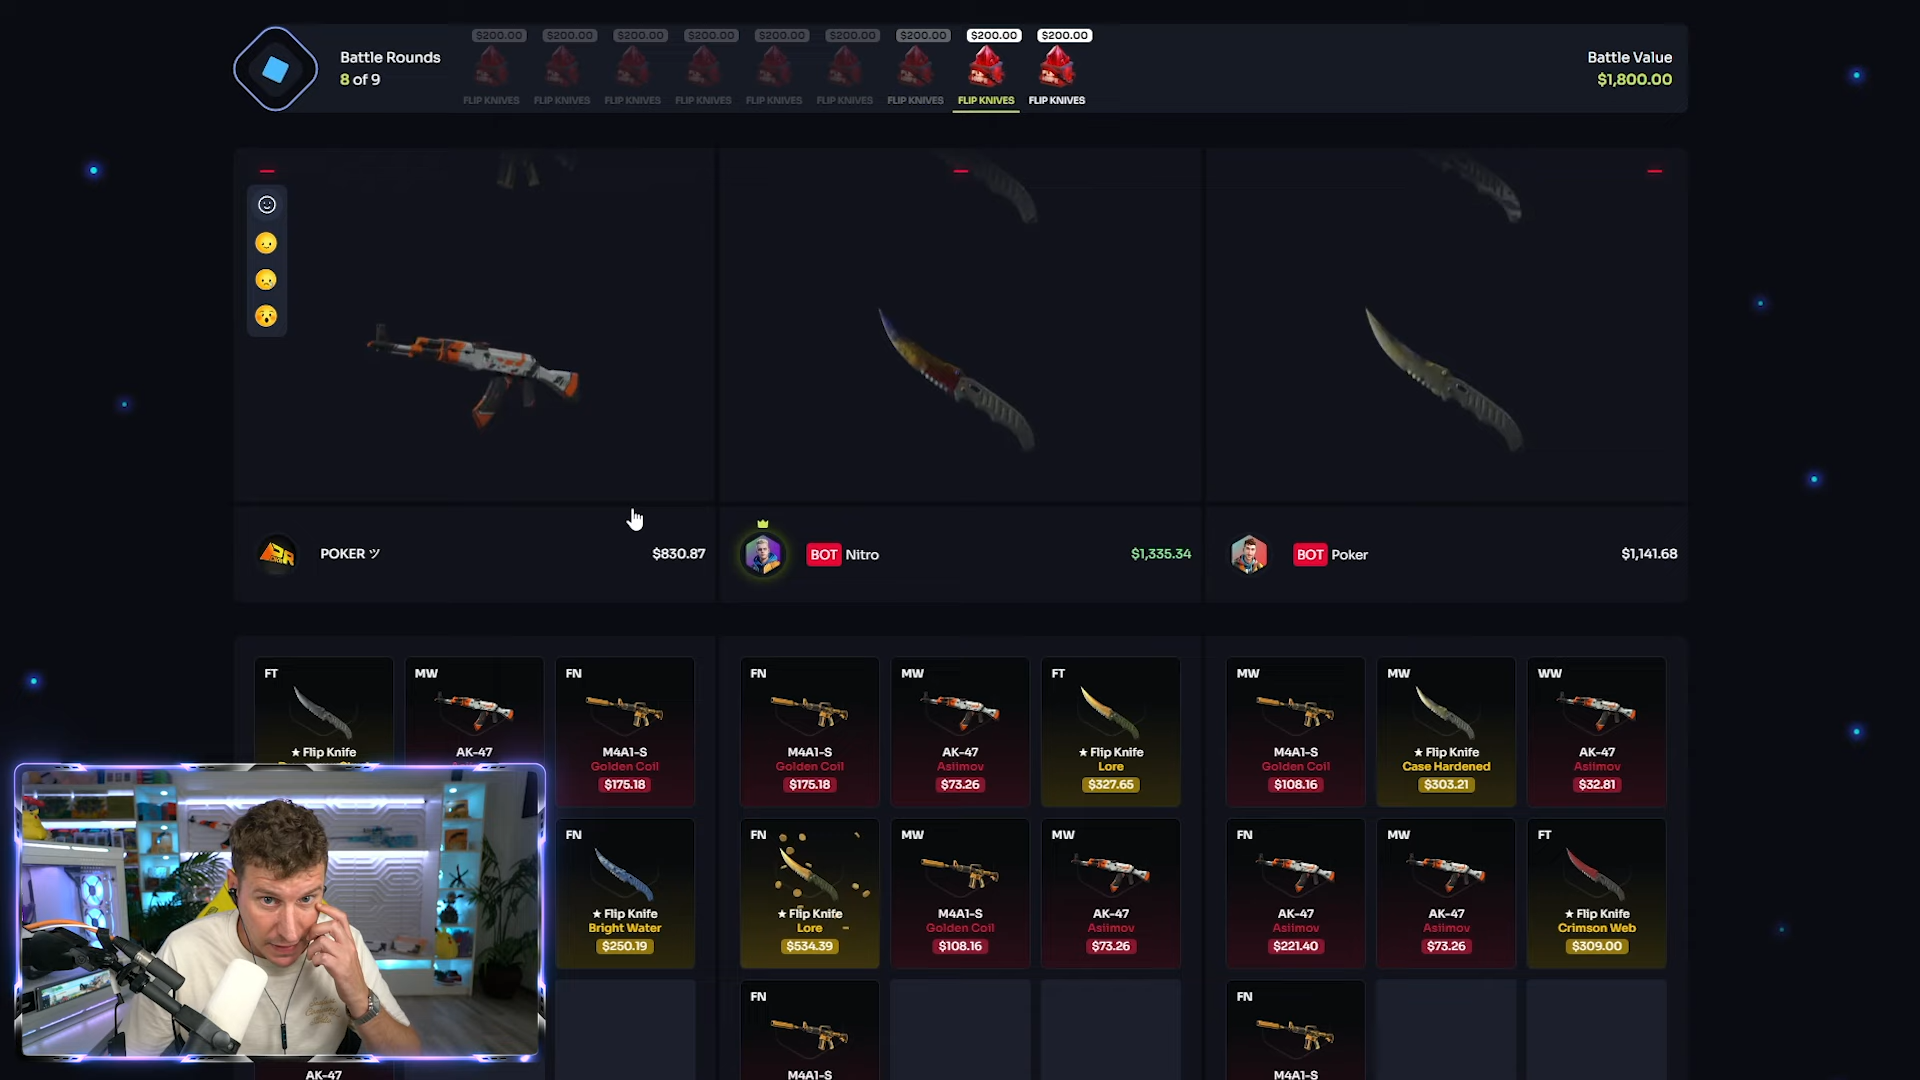 Battle Rounds
8 of 9
$200.00 $200.00 $200.00 $200.00 $200.00 $200.00 $200.00 $200.00 $200.00
FLIP KNIVES FLIP KNIVES FLIP KNIVES FLIP KNIVES FLIP KNIVES FLIP KNIVES FLIP KNIVES FLIP KNIVES FLIP KNIVES
Battle Value
$1,800.00
POKER ツ $830.87
BOT Nitro $1,335.34
BOT Poker $1,141.68
FT
★ Flip Knife
MW
AK-47
FN
M4A1-S
Golden Coil
$175.18
FN
M4A1-S
Golden Coil
$175.18
MW
AK-47
Asiimov
$73.26
FT
★ Flip Knife
Lore
$327.65
MW
M4A1-S
Golden Coil
$108.16
MW
★ Flip Knife
Case Hardened
$303.21
WW
AK-47
Asiimov
$32.81
FN
★ Flip Knife
Bright Water
$250.19
FN
★ Flip Knife
Lore
$534.39
MW
M4A1-S
Golden Coil
$108.16
MW
AK-47
Asiimov
$73.26
FN
AK-47
Asiimov
$221.40
MW
AK-47
Asiimov
$73.26
FT
★ Flip Knife
Crimson Web
$309.00
AK-47
FN
M4A1-S
FN
M4A1-S